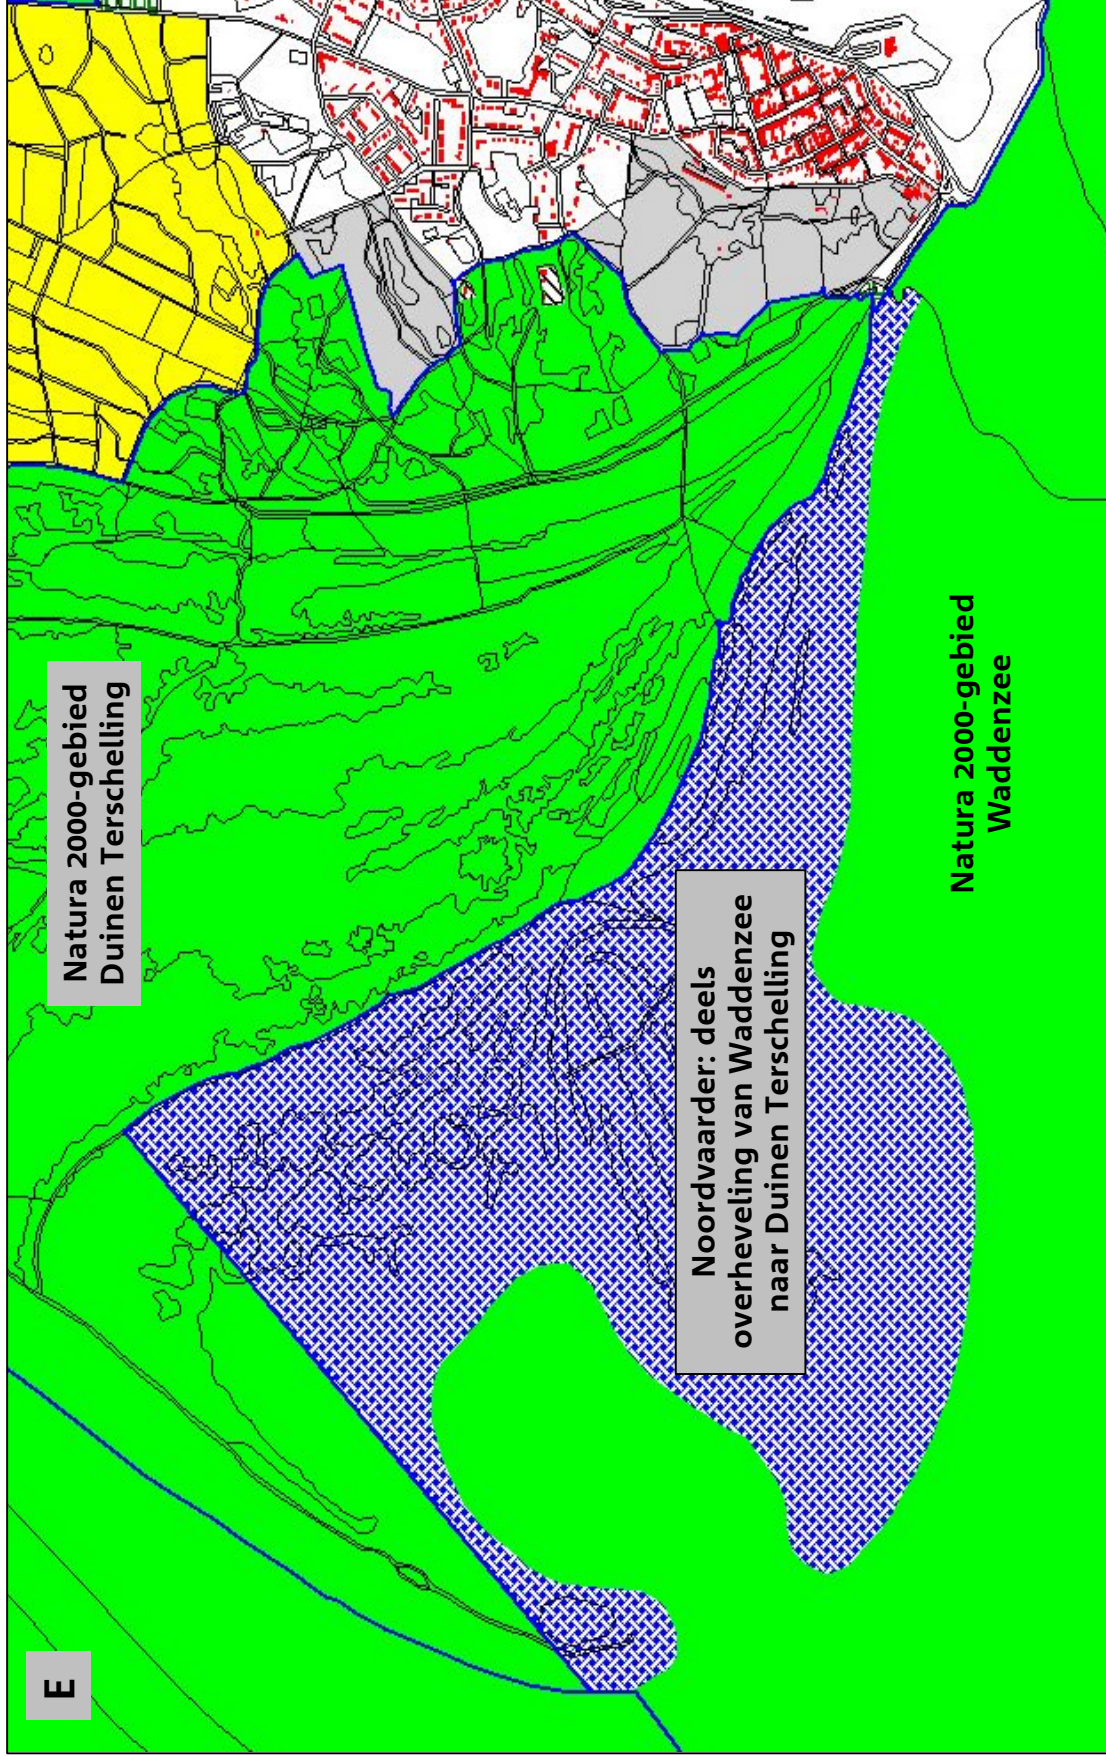 E
Natura 2000-gebied
Duinen Terschelling
Noordvaarder: deels
overheveling van Waddenzee
naar Duinen Terschelling
Natura 2000-gebied
Waddenzee